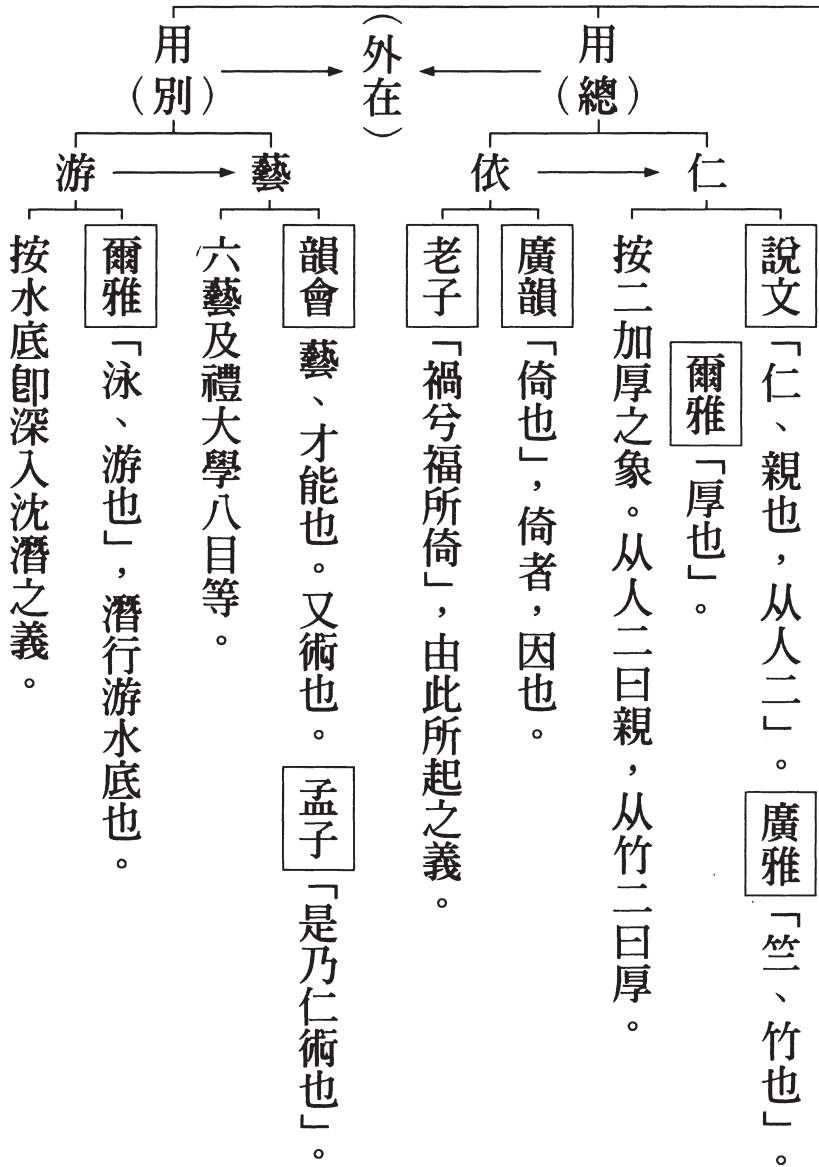 用（總）
（外在）
用（別）
仁
依
藝
游
說文「仁、親也，从人二」。廣雅「竺、竹也」。
爾雅「厚也」。
按二加厚之象。从人二曰親，从竹二曰厚。
廣韻「倚也」，倚者，因也。
老子「禍兮福所倚」，由此所起之義。
韻會藝、才能也。又術也。孟子「是乃仁術也」。
六藝及禮大學八目等。
爾雅「泳、游也」，潛行游水底也。
按水底卽深入沈潛之義。